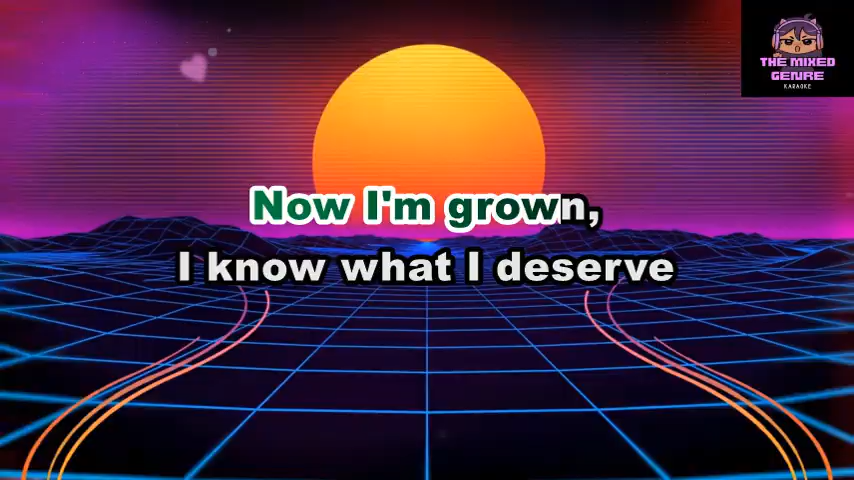 THE MIXED
GENRE
KARAOKE
Now I'm grown,
I know what I deserve